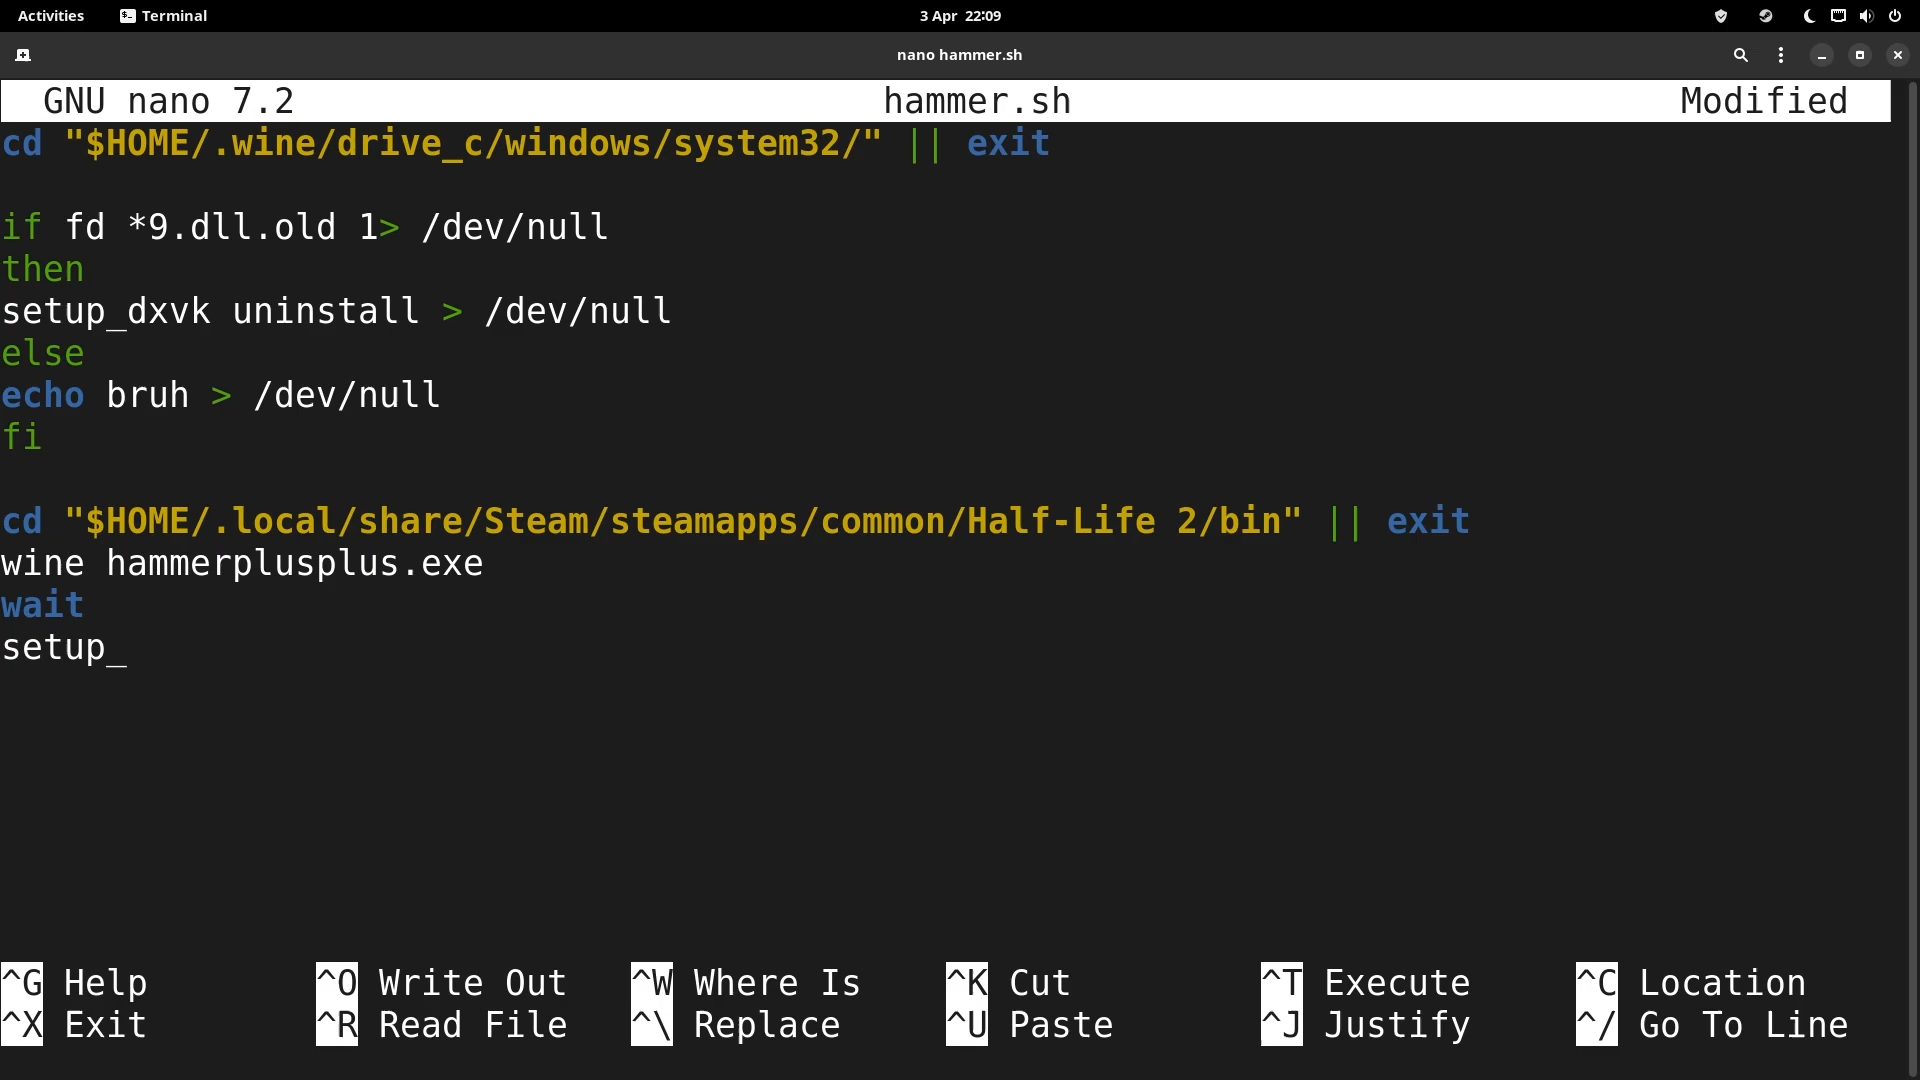 Activities Terminal 3 Apr 22:09
nano hammer.sh
GNU nano 7.2 hammer.sh Modified
cd "$HOME/.wine/drive_c/windows/system32/" || exit
if fd *9.dll.old 1> /dev/null
then
setup_dxvk uninstall > /dev/null
else
echo bruh > /dev/null
fi
cd "$HOME/.local/share/Steam/steamapps/common/Half-Life 2/bin" || exit
wine hammerplusplus.exe
wait
setup_
^G Help ^O Write Out ^W Where Is ^K Cut ^T Execute ^C Location
^X Exit ^R Read File ^\ Replace ^U Paste ^J Justify ^/ Go To Line